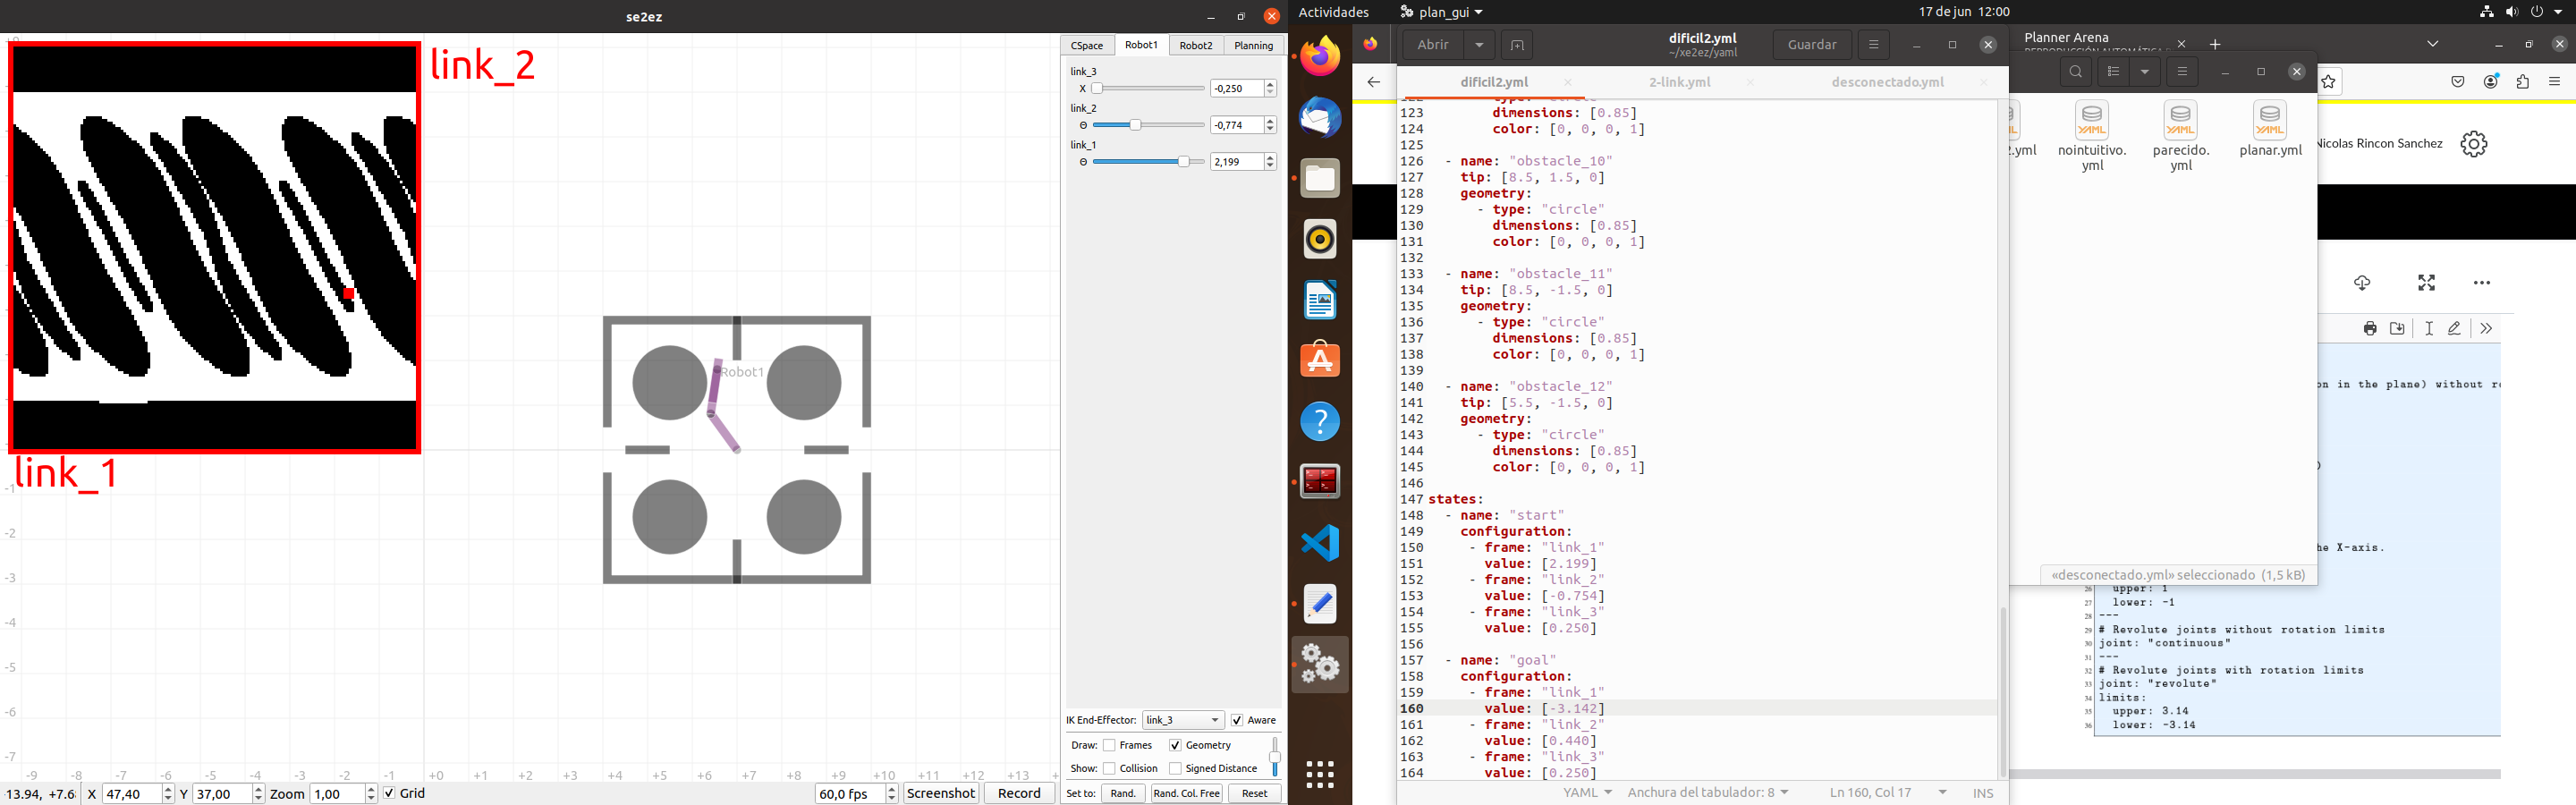 se2ez
link_2
link_1
Robot1
CSpace
Robot1
Robot2
Planning
link_3
X
-0,250
link_2
Θ
-0,774
link_1
Θ
2,199
IK End-Effector:
link_3
Aware
Draw:
Frames
Geometry
Show:
Collision
Signed Distance
Set to:
Rand.
Rand. Col. Free
Reset
-1
-2
-3
-4
-5
-6
-7
-9 -8 -7 -6 -5 -4 -3 -2 -1 +0 +1 +2 +3 +4 +5 +6 +7 +8 +9 +10 +11 +12 +13
X 47,40 Y 37,00 Zoom 1,00 Grid
60,0 fps
Screenshot
Record
Actividades
plan_gui
17 de jun 12:00
Abrir
dificil2.yml
~/xe2ez/yaml
Guardar
dificil2.yml
2-link.yml
desconectado.yml
123 dimensions: [0.85]
124 color: [0, 0, 0, 1]
125
126 - name: "obstacle_10"
127 tip: [8.5, 1.5, 0]
128 geometry:
129 - type: "circle"
130 dimensions: [0.85]
131 color: [0, 0, 0, 1]
132
133 - name: "obstacle_11"
134 tip: [8.5, -1.5, 0]
135 geometry:
136 - type: "circle"
137 dimensions: [0.85]
138 color: [0, 0, 0, 1]
139
140 - name: "obstacle_12"
141 tip: [5.5, -1.5, 0]
142 geometry:
143 - type: "circle"
144 dimensions: [0.85]
145 color: [0, 0, 0, 1]
146
147 states:
148 - name: "start"
149 configuration:
150 - frame: "link_1"
151 value: [2.199]
152 - frame: "link_2"
153 value: [-0.754]
154 - frame: "link_3"
155 value: [0.250]
156
157 - name: "goal"
158 configuration:
159 - frame: "link_1"
160 value: [-3.142]
161 - frame: "link_2"
162 value: [0.440]
163 - frame: "link_3"
164 value: [0.250]
YAML
Anchura del tabulador: 8
Ln 160, Col 17
INS
Planner Arena
nointuitivo.
yml
parecido.
yml
planar.yml
Nicolas Rincon Sanchez
on in the plane) without r
he X-axis.
«desconectado.yml» seleccionado (1,5 kB)
26 upper: 1
27 lower: -1
28 ---
29 # Revolute joints without rotation limits
30 joint: "continuous"
31 ---
32 # Revolute joints with rotation limits
33 joint: "revolute"
34 limits:
35 upper: 3.14
36 lower: -3.14